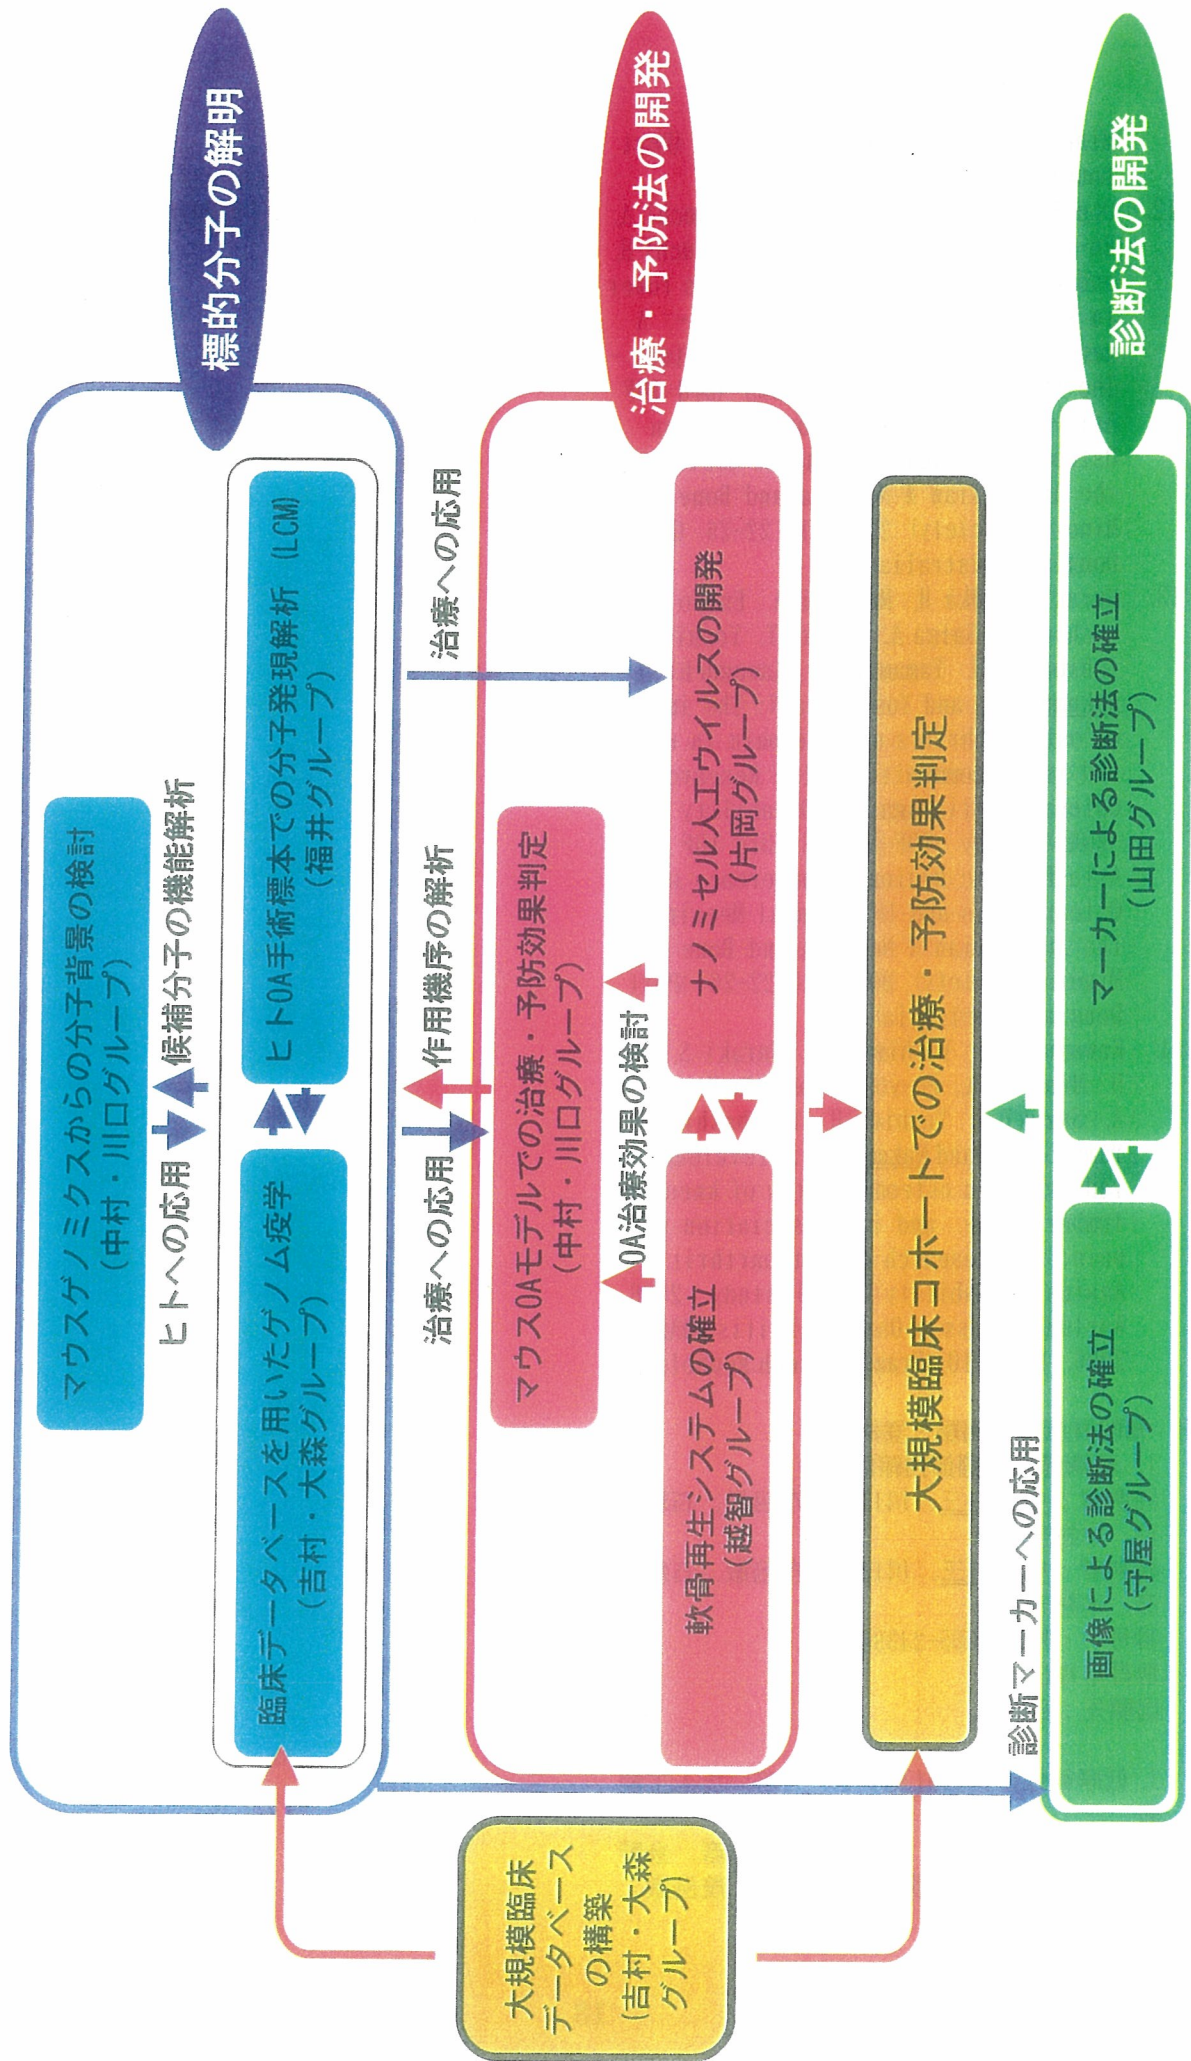 標的分子の解明
マウスゲノミクスからの分子背景の検討
(中村・川口グループ)
ヒトへの応用
候補分子の機能解析
臨床データベースを用いたゲノム疫学
(吉村・大森グループ)
ヒトOA手術標本での分子発現解析 (LCM)
(福井グループ)
治療への応用
作用機序の解析
治療への応用
治療・予防法の開発
マウスOAモデルでの治療・予防効果判定
(中村・川口グループ)
OA治療効果の検討
軟骨再生システムの確立
(越智グループ)
ナノミセル人工ウイルスの開発
(片岡グループ)
大規模臨床
データベース
の構築
(吉村・大森
グループ)
大規模臨床コホートでの治療・予防効果判定
診断マーカーへの応用
診断法の開発
画像による診断法の確立
(守屋グループ)
マーカーによる診断法の確立
(山田グループ)